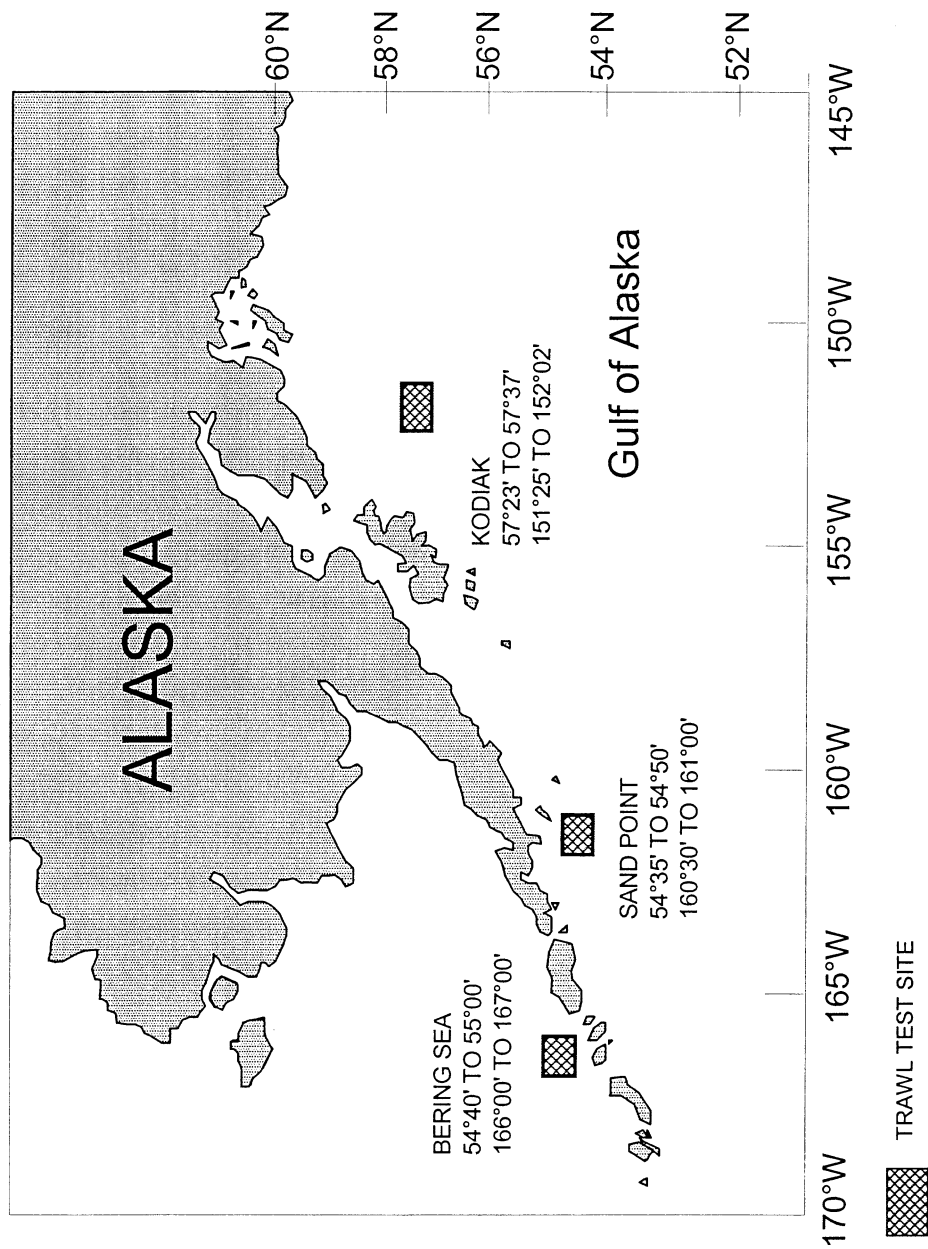 ALASKA
60°N
58°N
56°N
54°N
52°N
BERING SEA
54°40' TO 55°00'
166°00' TO 167°00'
SAND POINT
54°35' TO 54°50'
160°30' TO 161°00'
KODIAK
57°23' TO 57°37'
151°25' TO 152°02'
Gulf of Alaska
170°W
165°W
160°W
155°W
150°W
145°W
TRAWL TEST SITE